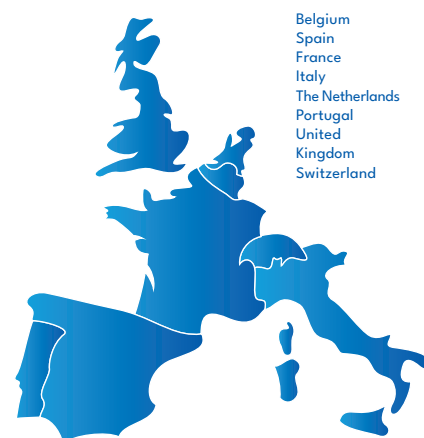 Belgium
Spain
France
Italy
The Netherlands
Portugal
United
Kingdom
Switzerland